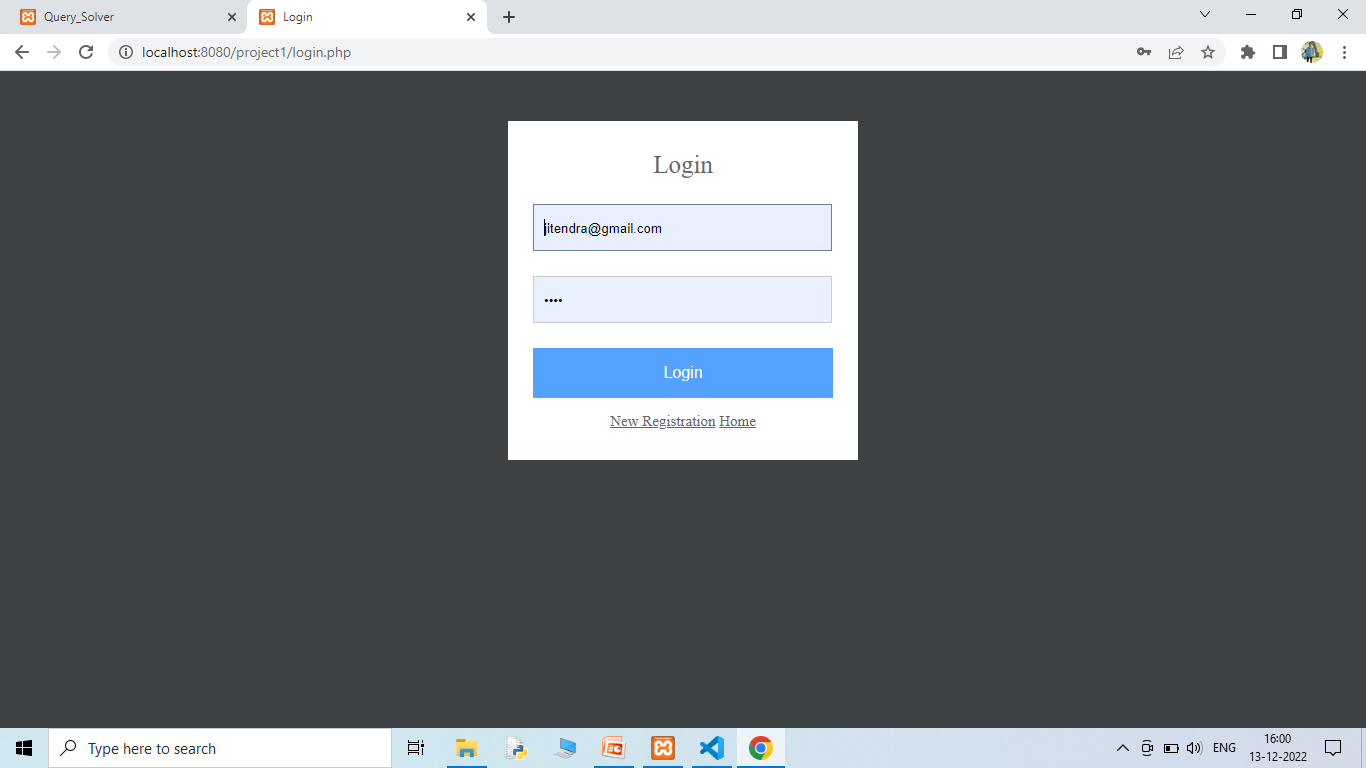 Query_Solver
Login
localhost:8080/project1/login.php
Login
jitendra@gmail.com
••••
Login
New Registration Home
Type here to search
ENG
16:00
13-12-2022